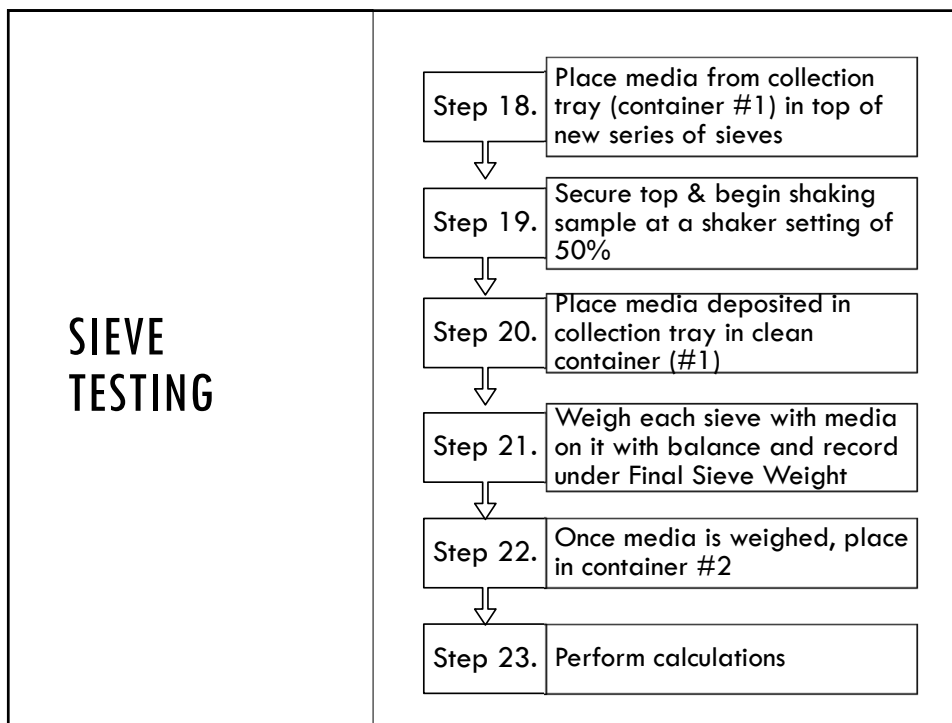 SIEVE
TESTING
Step 18.
Place media from collection
tray (container #1) in top of
new series of sieves
Step 19.
Secure top & begin shaking
sample at a shaker setting of
50%
Step 20.
Place media deposited in
collection tray in clean
container (#1)
Step 21.
Weigh each sieve with media
on it with balance and record
under Final Sieve Weight
Step 22.
Once media is weighed, place
in container #2
Step 23.
Perform calculations